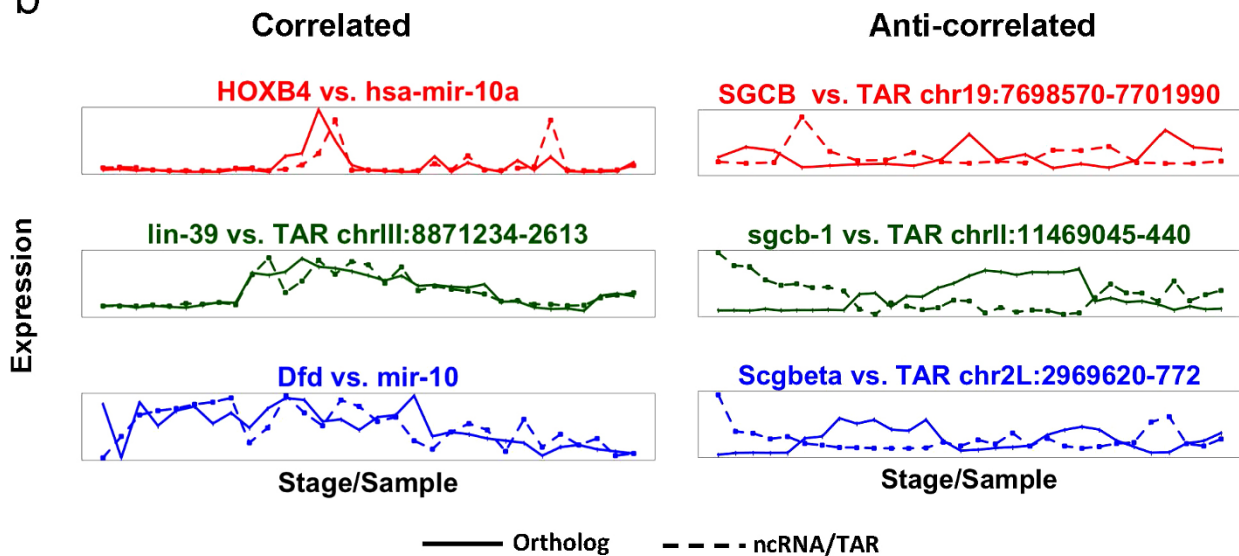 b
Correlated
Anti-correlated
HOXB4 vs. hsa-mir-10a
SGCB vs. TAR chr19:7698570-7701990
lin-39 vs. TAR chrIII:8871234-2613
sgcb-1 vs. TAR chrII:11469045-440
Expression
Dfd vs. mir-10
Scgbeta vs. TAR chr2L:2969620-772
Stage/Sample
Stage/Sample
Ortholog
ncRNA/TAR